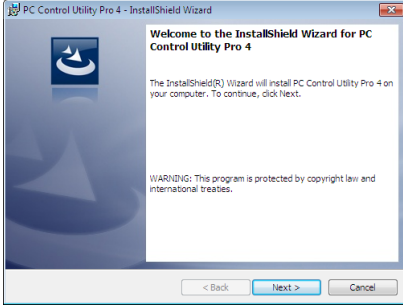 PC Control Utility Pro 4 - InstallShield Wizard
Welcome to the InstallShield Wizard for PC
Control Utility Pro 4
The InstallShield(R) Wizard will install PC Control Utility Pro 4 on
your computer. To continue, click Next.
WARNING: This program is protected by copyright law and
international treaties.
< Back Next > Cancel